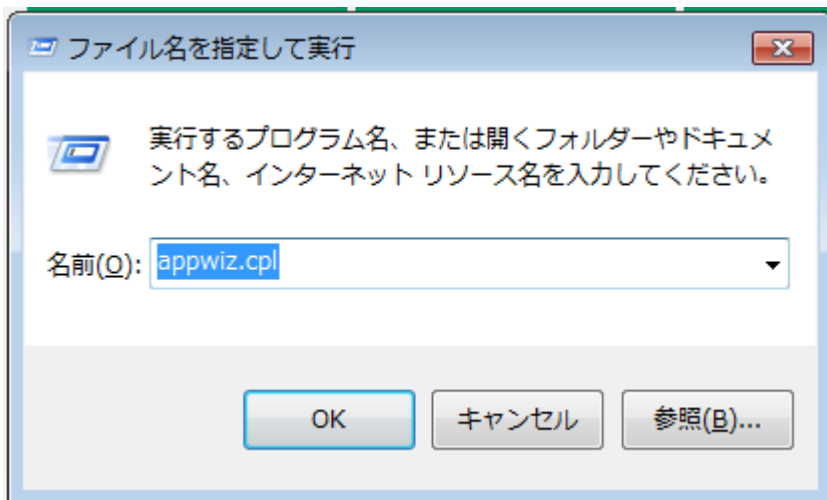 ファイル名を指定して実行
実行するプログラム名、または開くフォルダーやドキュメ
ント名、インターネット リソース名を入力してください。
名前(O): appwiz.cpl
OK キャンセル 参照(B)...